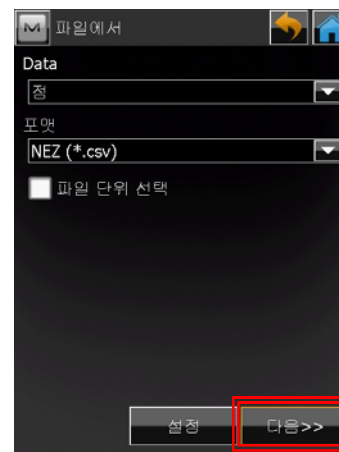 M 파일에서
Data
점
포맷
NEZ (*.csv)
파일 단위 선택
설정 다음>>